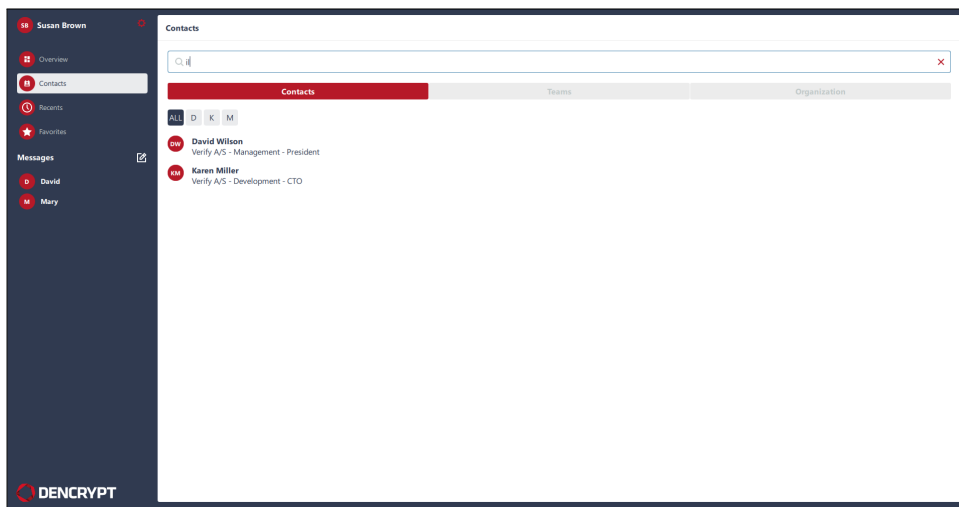 SB Susan Brown
Overview
Contacts
Recents
Favorites
Messages
D David
M Mary
DENCRYPT
Contacts
il
Contacts Teams Organization
ALL D K M
DW David Wilson
Verify A/S - Management - President
KM Karen Miller
Verify A/S - Development - CTO